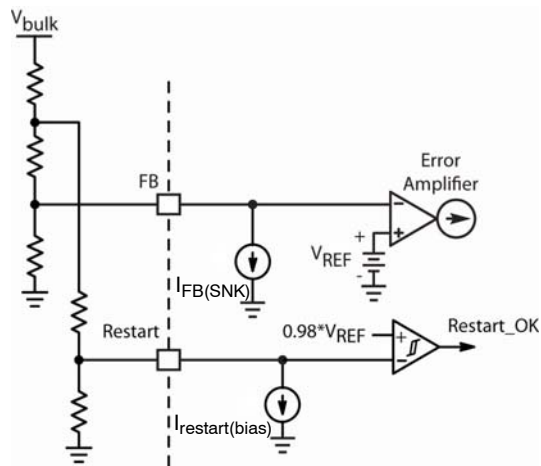 Vbulk
FB
Error
Amplifier
+
-
+
VREF
-
IFB(SNK)
Restart
0.98*VREF
+
-
Restart_OK
Irestart(bias)